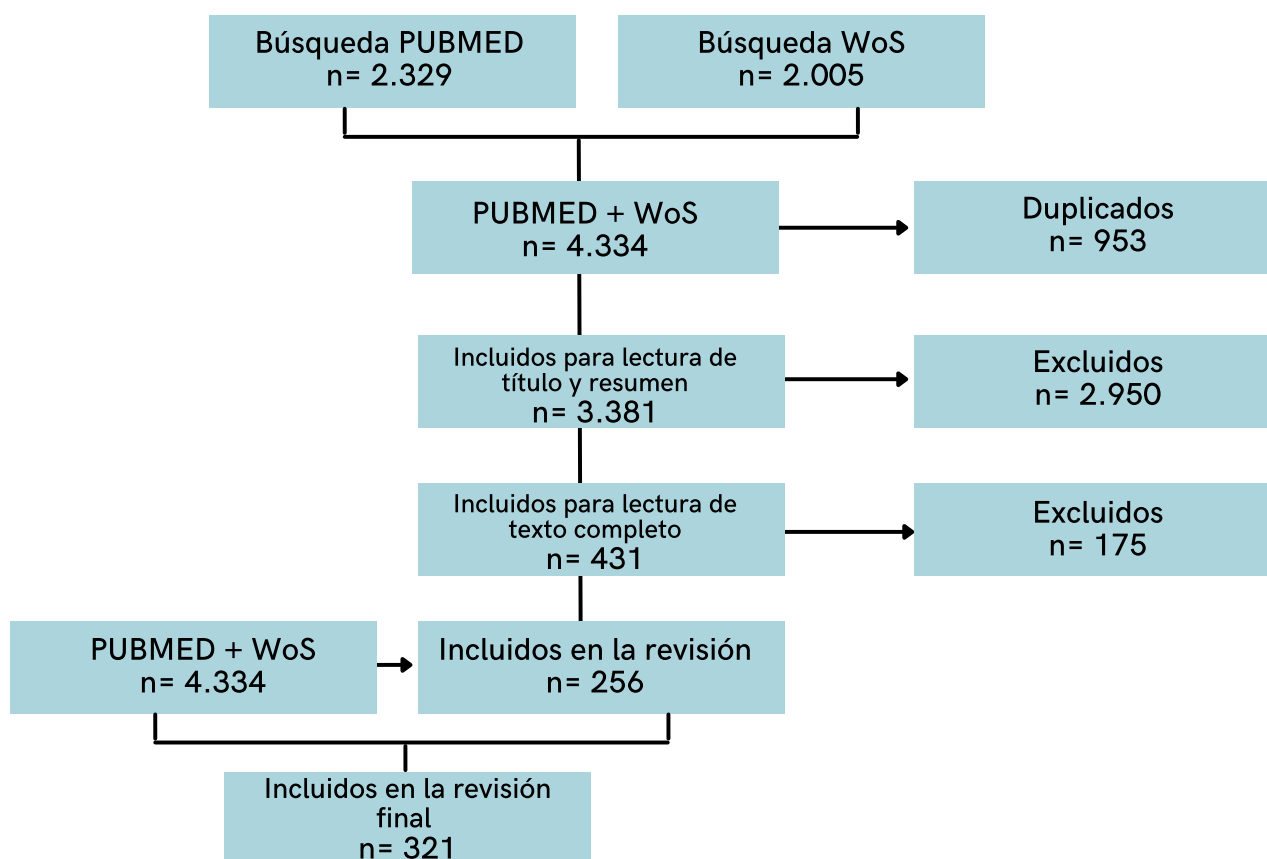 Búsqueda PUBMED
n= 2.329
Búsqueda WoS
n= 2.005
PUBMED + WoS
n= 4.334
Duplicados
n= 953
Incluidos para lectura de
título y resumen
n= 3.381
Excluidos
n= 2.950
Incluidos para lectura de
texto completo
n= 431
Excluidos
n= 175
PUBMED + WoS
n= 4.334
Incluidos en la revisión
n= 256
Incluidos en la revisión
final
n= 321